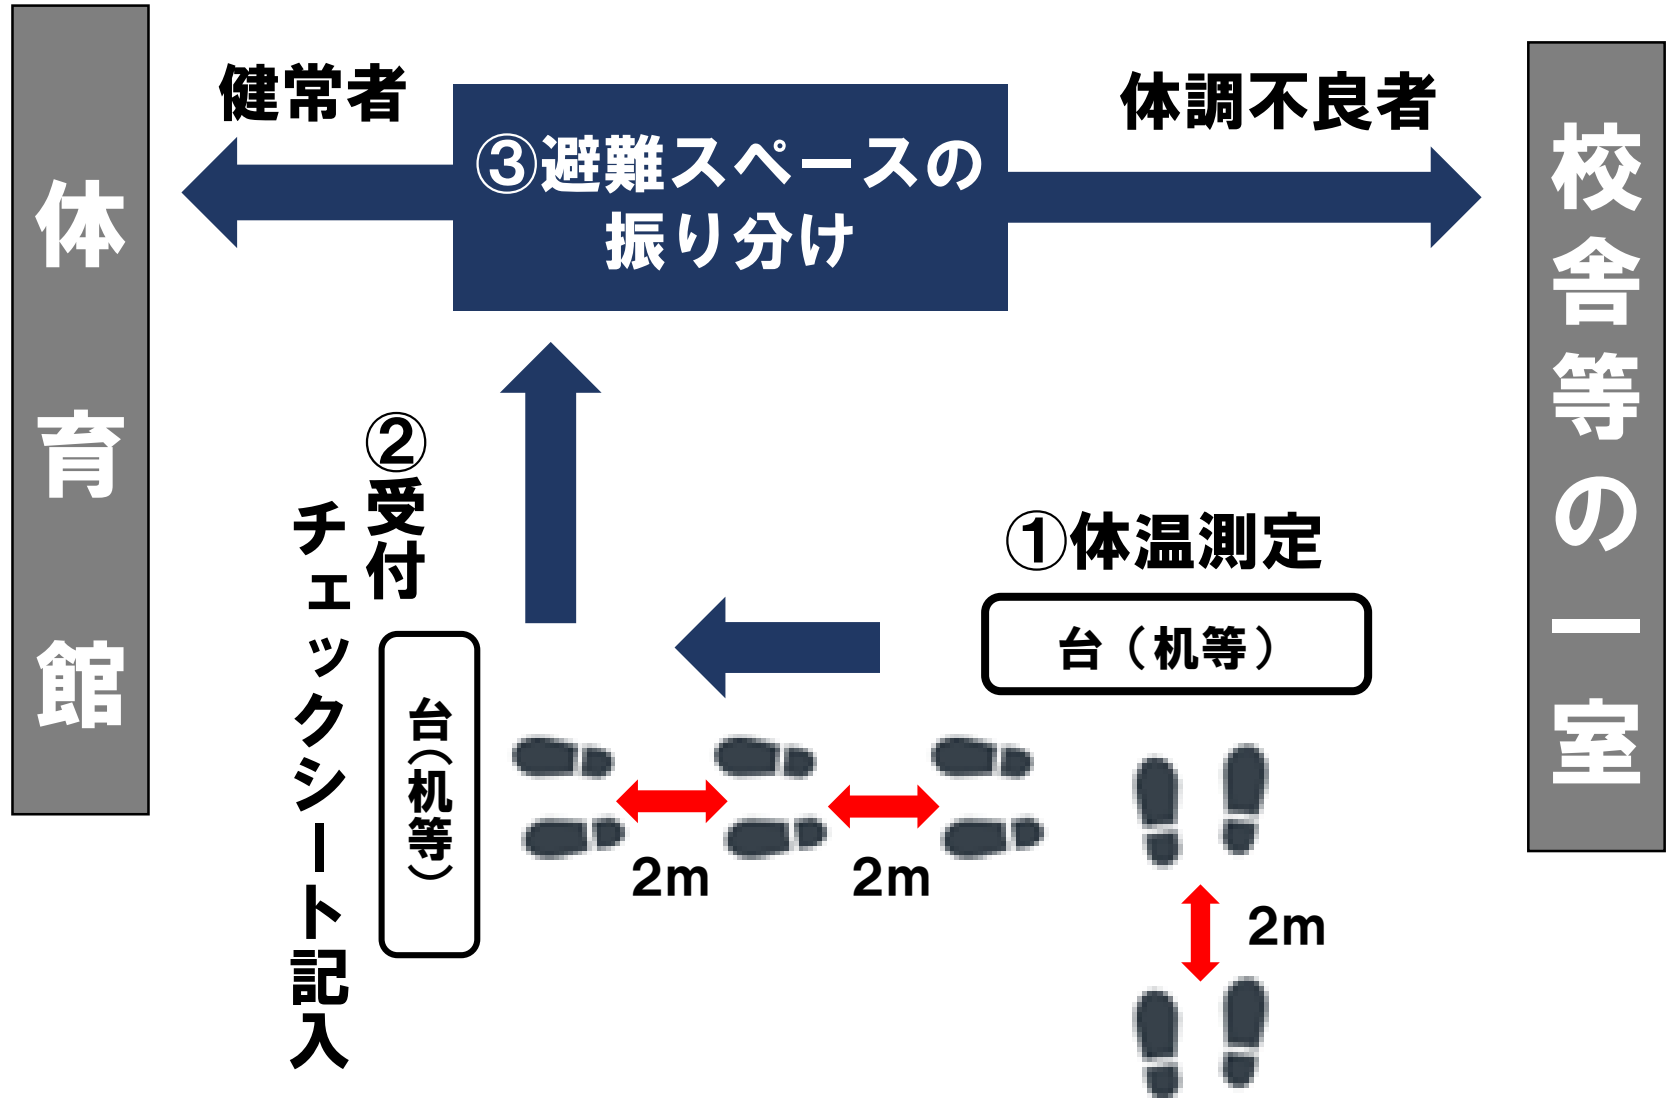 体育館
健常者
③避難スペースの
振り分け
体調不良者
校舎等の一室
②受付
チェックシート記入
台（机等）
①体温測定
台（机等）
2m
2m
2m